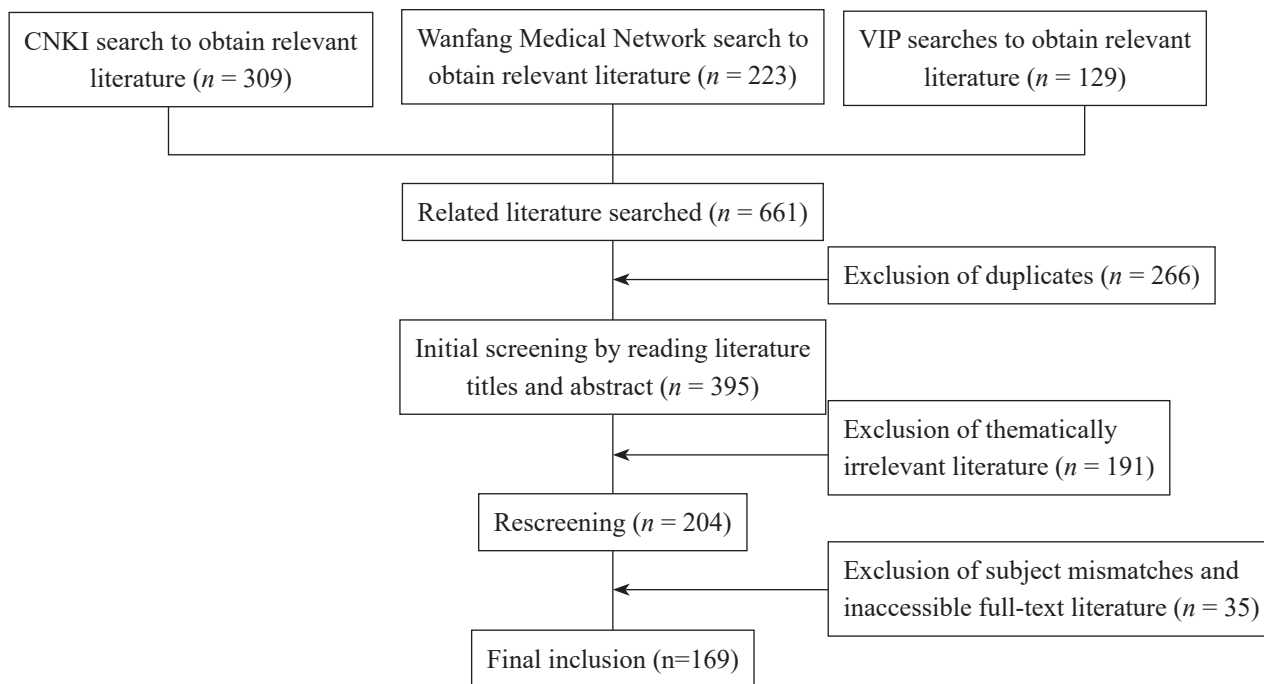 CNKI search to obtain relevant
literature (n = 309)
Wanfang Medical Network search to
obtain relevant literature (n = 223)
VIP searches to obtain relevant
literature (n = 129)
Related literature searched (n = 661)
Exclusion of duplicates (n = 266)
Initial screening by reading literature
titles and abstract (n = 395)
Exclusion of thematically
irrelevant literature (n = 191)
Rescreening (n = 204)
Exclusion of subject mismatches and
inaccessible full-text literature (n = 35)
Final inclusion (n=169)